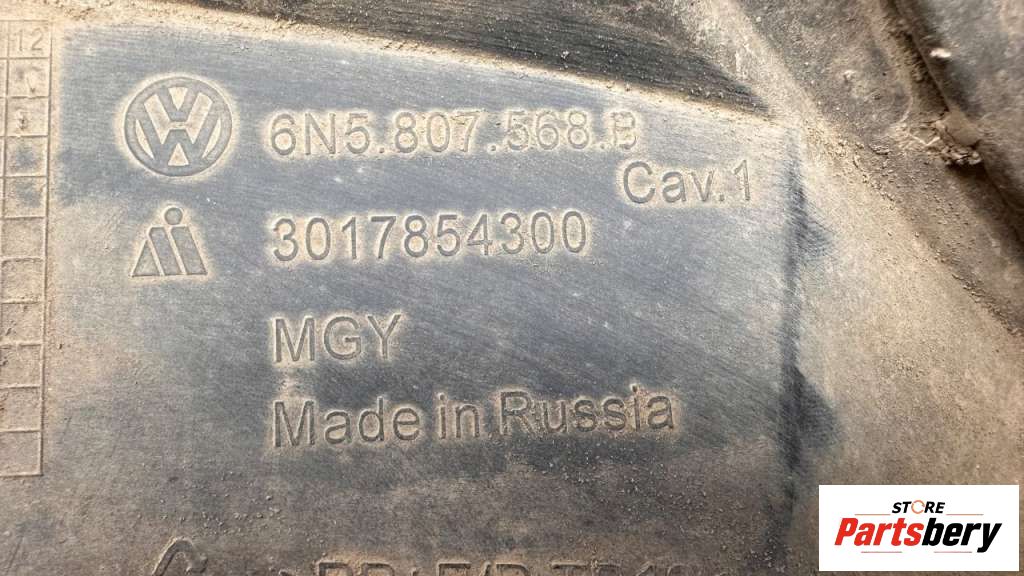 12
6N5.807.568.B
Cav.1
3017854300
MGY
Made in Russia
STORE
Partsbery